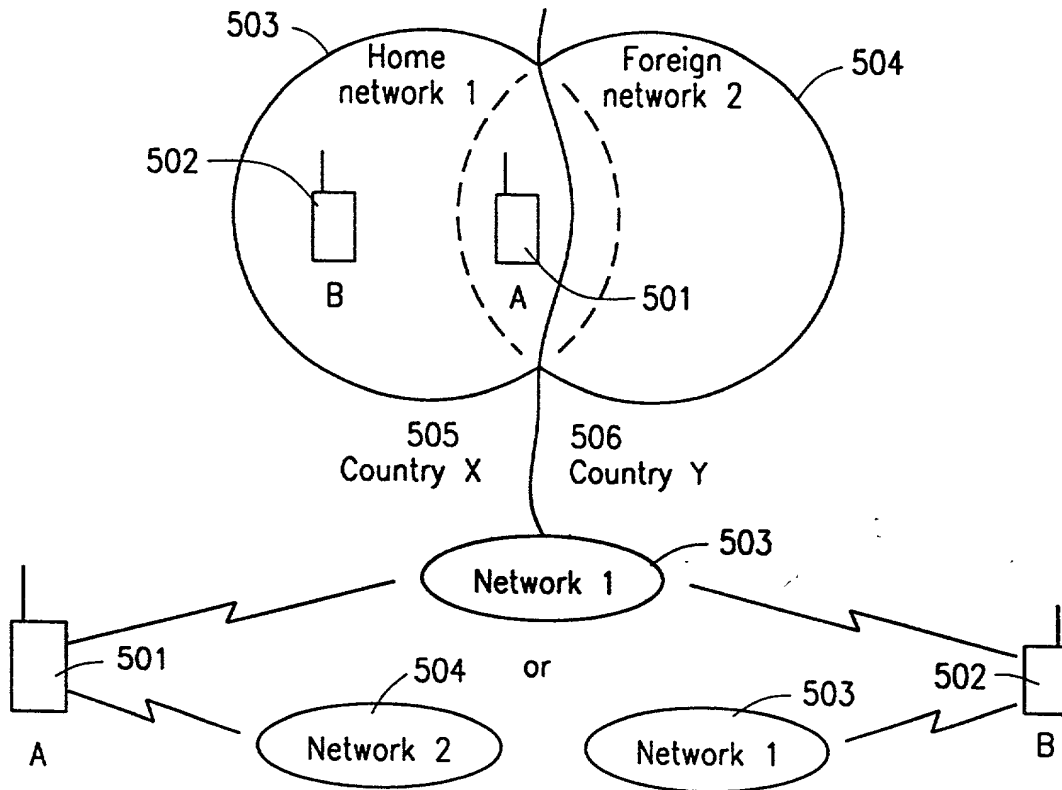 503
Home
network 1
Foreign
network 2
504
502
B
A
501
505
Country X
506
Country Y
503
Network 1
501
504
or
503
502
A
Network 2
Network 1
B